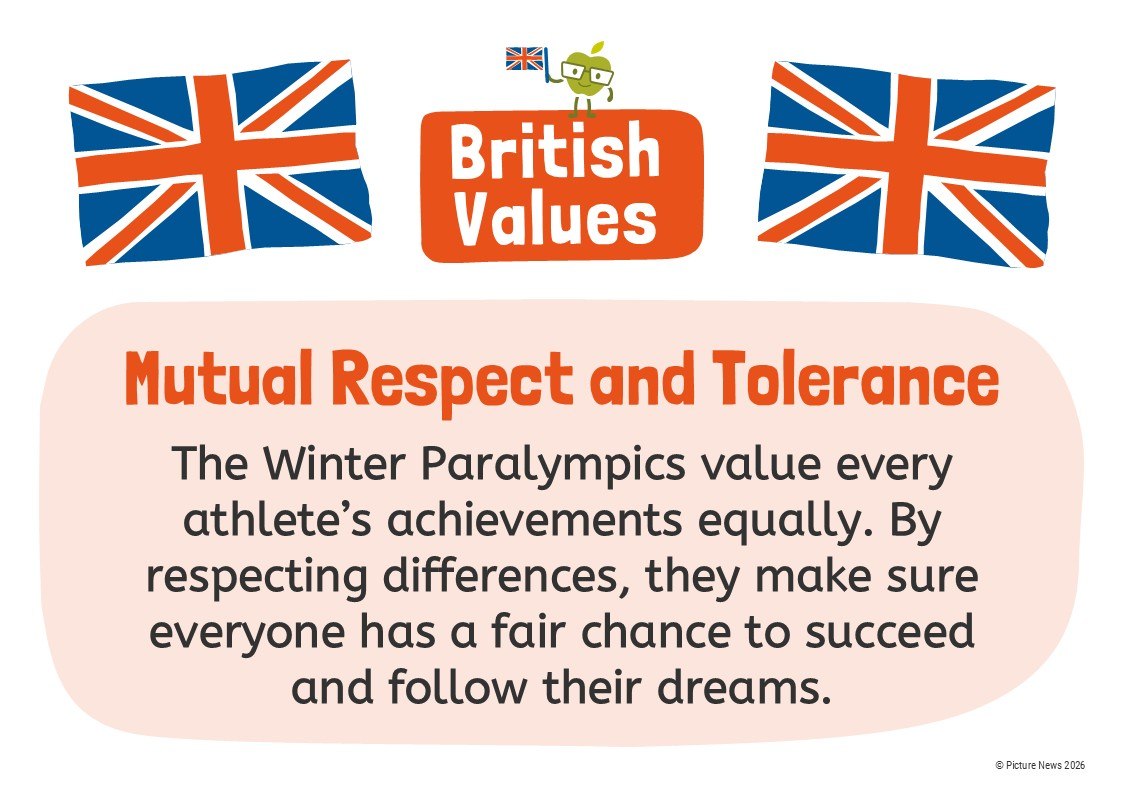 British
Values
Mutual Respect and Tolerance
The Winter Paralympics value every
athlete’s achievements equally. By
respecting differences, they make sure
everyone has a fair chance to succeed
and follow their dreams.
© Picture News 2026